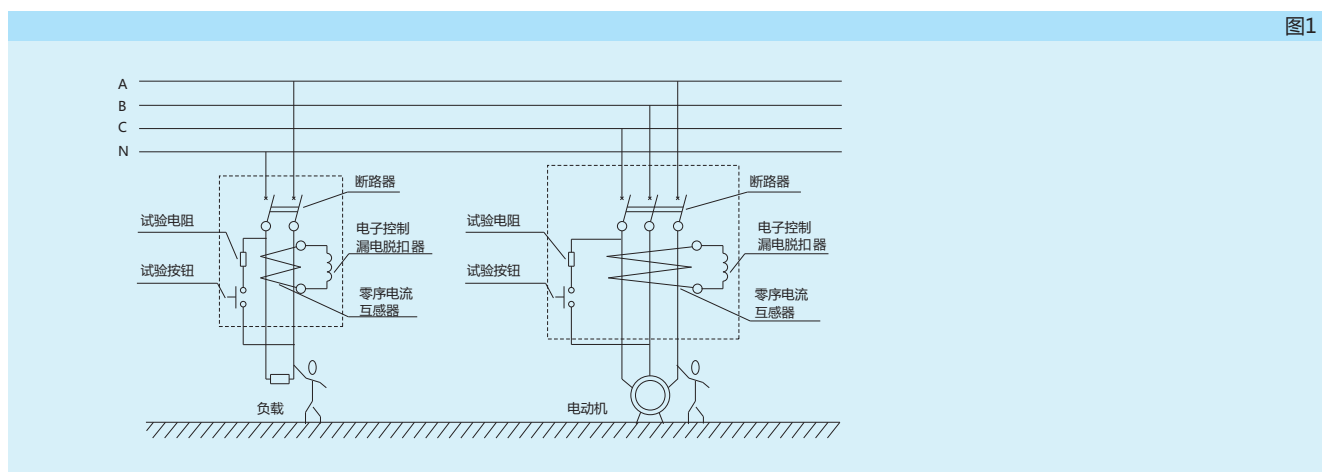 图1
A
B
C
N
断路器
试验电阻
电子控制
漏电脱扣器
试验按钮
零序电流
互感器
负载
断路器
试验电阻
电子控制
漏电脱扣器
试验按钮
零序电流
互感器
电动机